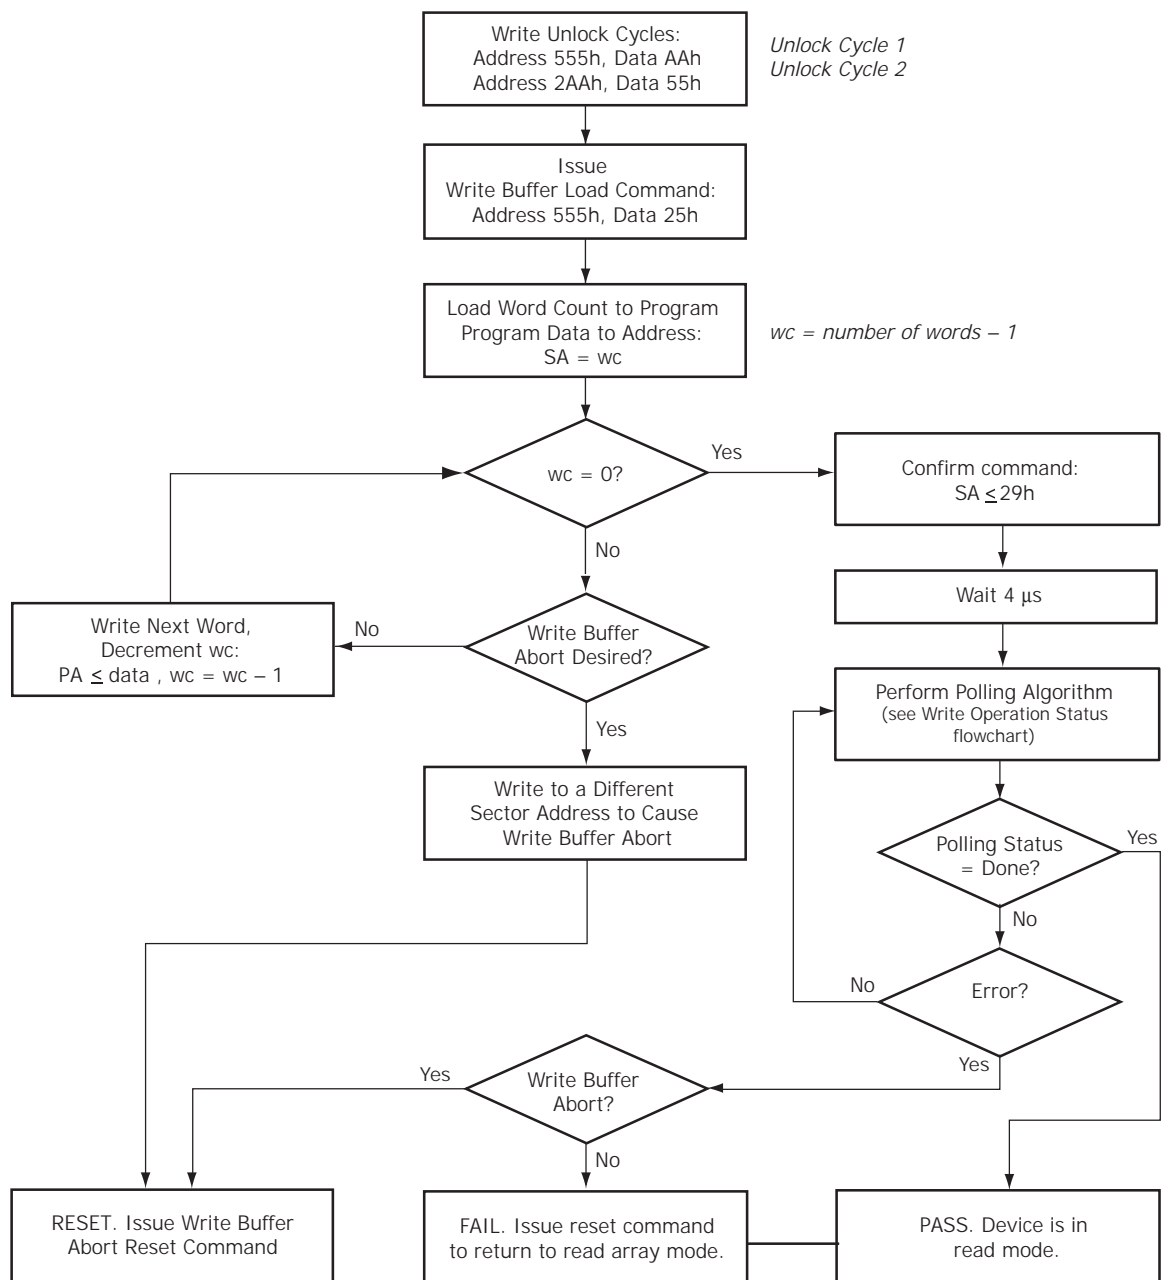 Write Unlock Cycles:
Address 555h, Data AAh
Address 2AAh, Data 55h
Unlock Cycle 1
Unlock Cycle 2
Issue
Write Buffer Load Command:
Address 555h, Data 25h
Load Word Count to Program
Program Data to Address:
SA = wc
wc = number of words – 1
wc = 0?
Yes
Confirm command:
SA ≤ 29h
No
Wait 4 μs
Write Buffer
Abort Desired?
No
Write Next Word,
Decrement wc:
PA ≤ data , wc = wc – 1
Yes
Perform Polling Algorithm
(see Write Operation Status
flowchart)
Write to a Different
Sector Address to Cause
Write Buffer Abort
Polling Status
= Done?
Yes
No
Error?
No
Yes
Write Buffer
Abort?
Yes
No
RESET. Issue Write Buffer
Abort Reset Command
FAIL. Issue reset command
to return to read array mode.
PASS. Device is in
read mode.